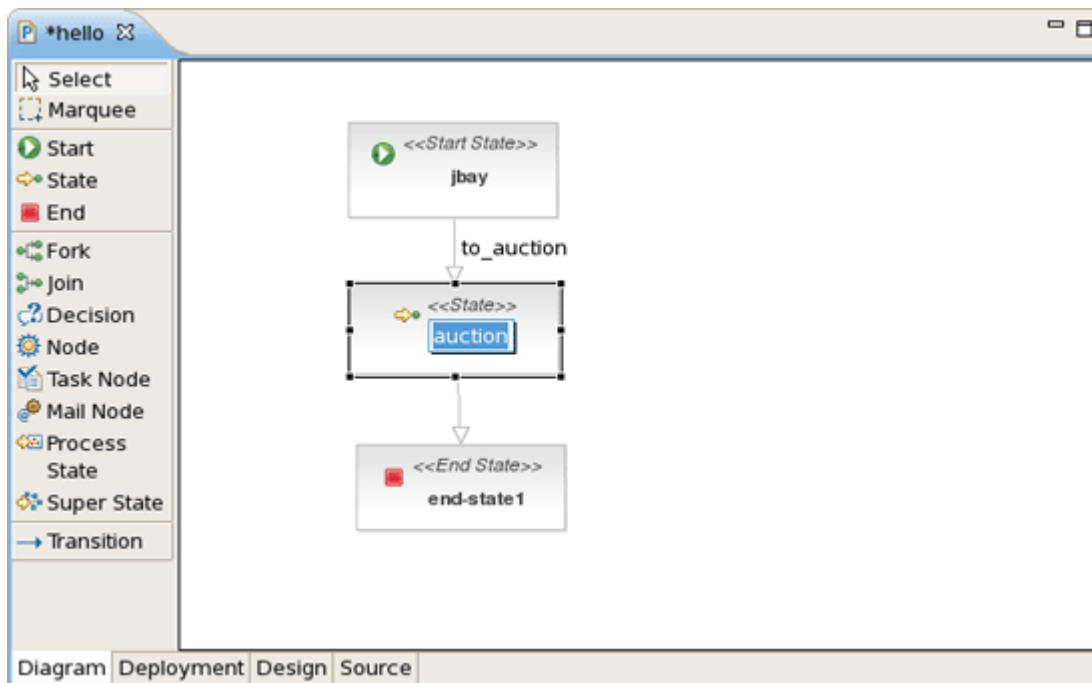 *hello
Select
Marquee
Start
State
End
Fork
Join
Decision
Node
Task Node
Mail Node
Process
State
Super State
Transition
<<Start State>>
jbay
to_auction
<<State>>
auction
<<End State>>
end-state1
Diagram Deployment Design Source